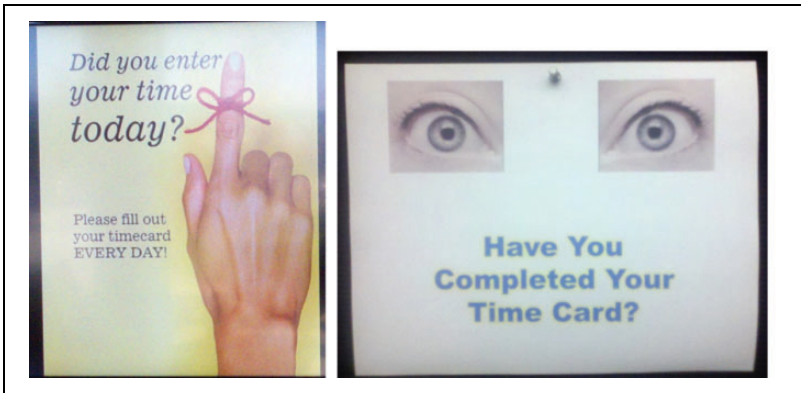 Did you enter
your time
today?
Please fill out
your timecard
EVERY DAY!
Have You
Completed Your
Time Card?